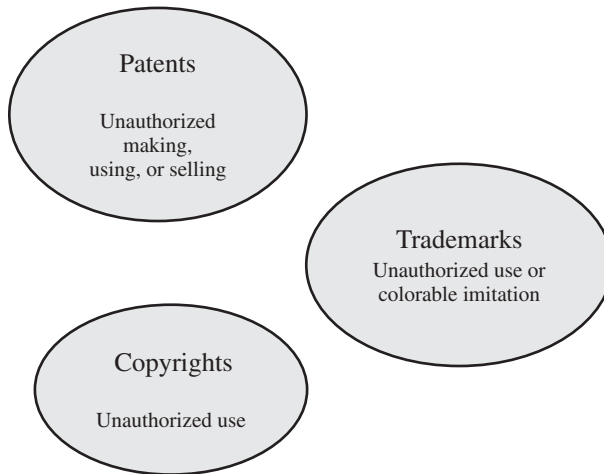 Patents
Unauthorized
making,
using, or selling
Trademarks
Unauthorized use or
colorable imitation
Copyrights
Unauthorized use